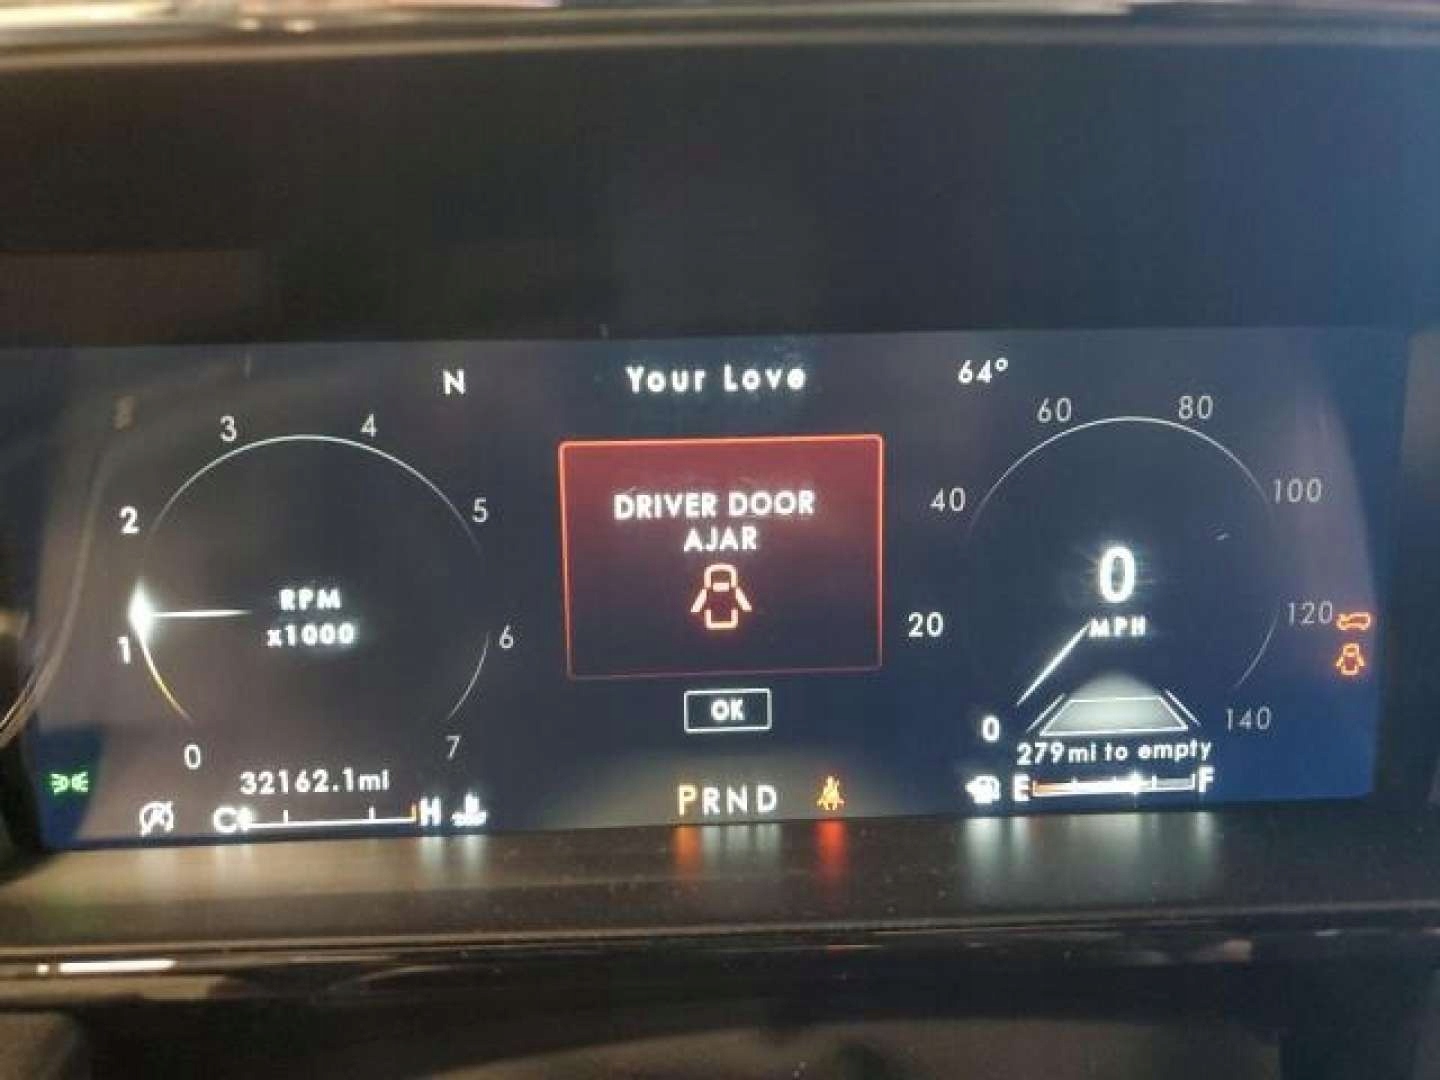 N
Your Love
64°
3
4
2
5
1
6
0
7
RPM
x1000
DRIVER DOOR
AJAR
OK
60
80
40
100
20
120
0
140
0
MPH
279mi to empty
E
F
32162.1mi
C
H
PRND